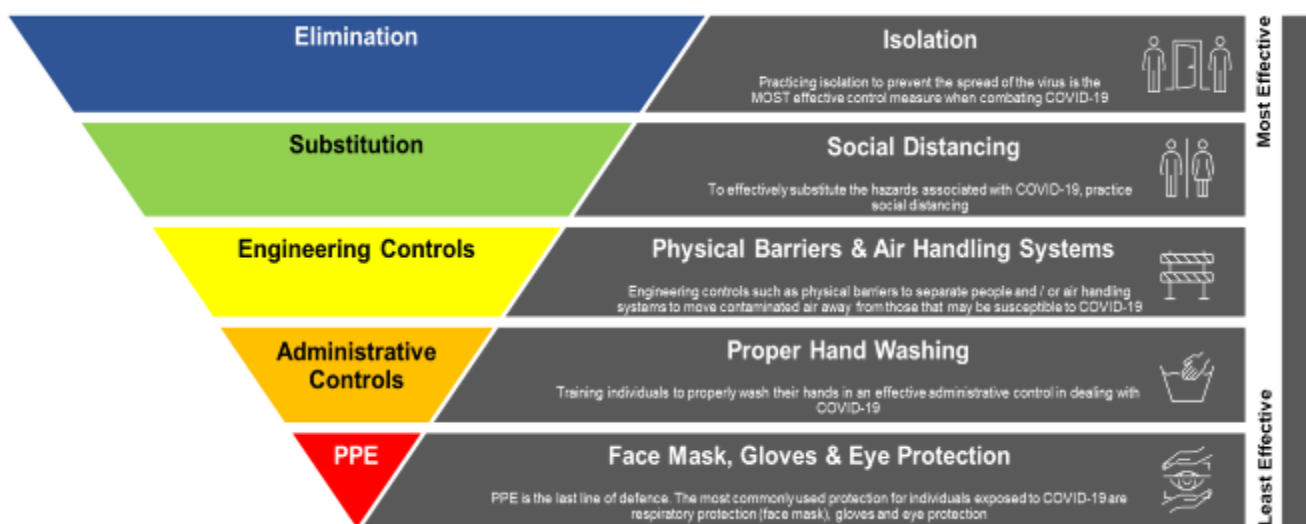 Elimination
Isolation
Practicing isolation to prevent the spread of the virus is the
MOST effective control measure when combating COVID-19
Most Effective
Substitution
Social Distancing
To effectively substitute the hazards associated with COVID-19, practice
social distancing
Engineering Controls
Physical Barriers & Air Handling Systems
Engineering controls such as physical barriers to separate people and / or air handling
systems to move contaminated air away from those that may be susceptible to COVID-19
Administrative
Controls
Proper Hand Washing
Training individuals to properly wash their hands in an effective administrative control in dealing with
COVID-19
PPE
Face Mask, Gloves & Eye Protection
PPE is the last line of defence. The most commonly used protection for individuals exposed to COVID-19 are
respiratory protection (face mask), gloves and eye protection
Least Effective